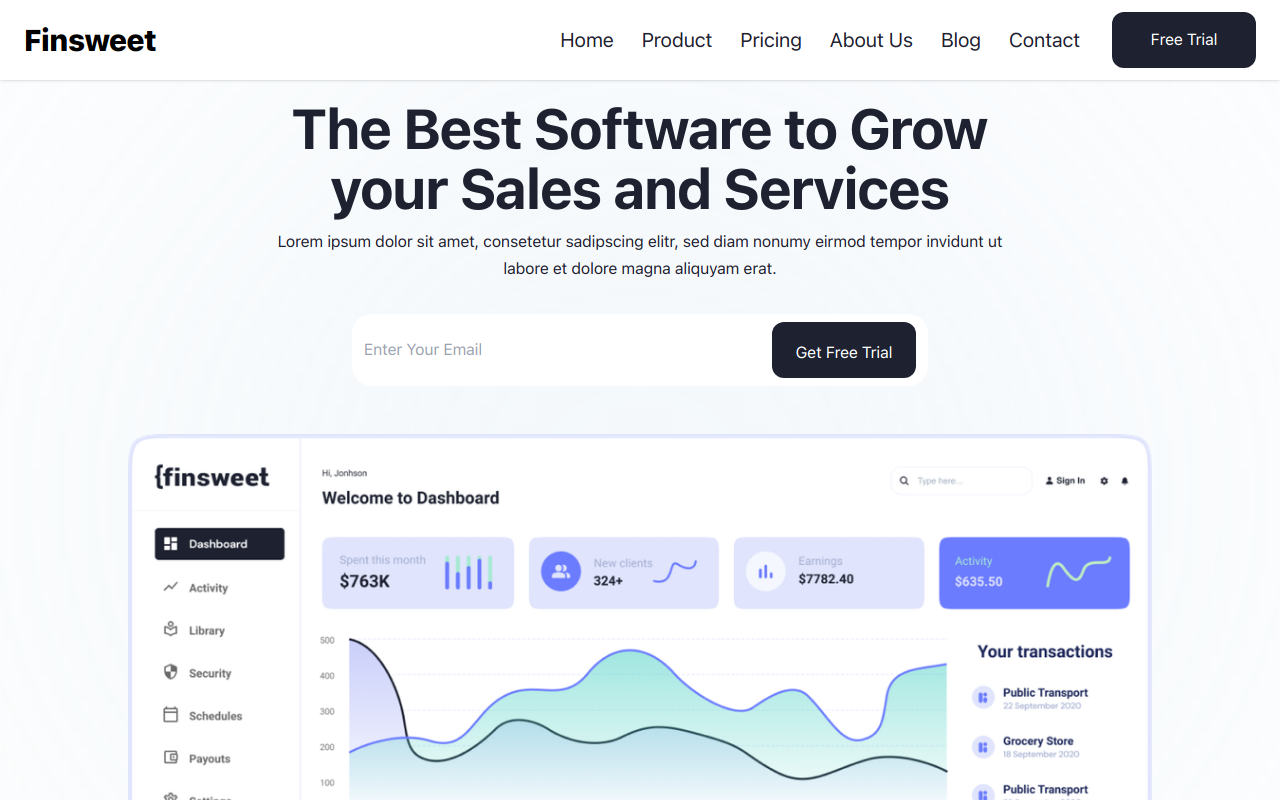 Finsweet
Home Product Pricing About Us Blog Contact Free Trial
The Best Software to Grow
your Sales and Services
Lorem ipsum dolor sit amet, consetetur sadipscing elitr, sed diam nonumy eirmod tempor invidunt ut
labore et dolore magna aliquyam erat.
Enter Your Email
Get Free Trial
{finsweet
Hi, Jonhson
Welcome to Dashboard
Type here...
Sign In
Dashboard
Activity
Library
Security
Schedules
Payouts
Settings
Spent this month
$763K
New clients
324+
Earnings
$7782.40
Activity
$635.50
500
400
300
200
100
Your transactions
Public Transport
22 September 2020
Grocery Store
18 September 2020
Public Transport